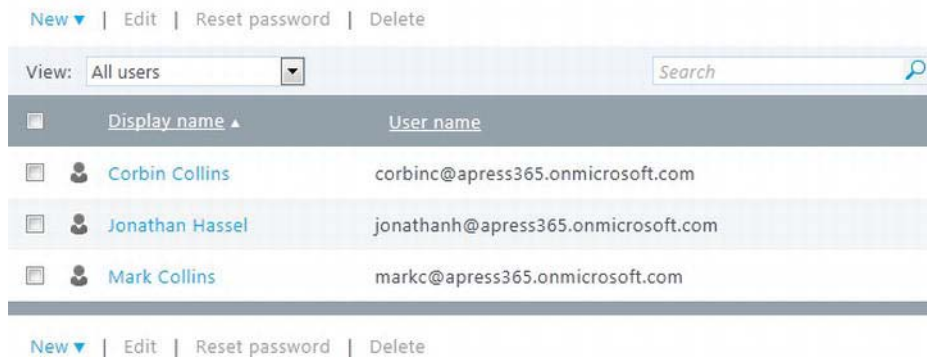 New ▾ | Edit | Reset password | Delete
View: All users Search
Display name ▴ User name
Corbin Collins corbinc@apress365.onmicrosoft.com
Jonathan Hassel jonathanh@apress365.onmicrosoft.com
Mark Collins markc@apress365.onmicrosoft.com
New ▾ | Edit | Reset password | Delete